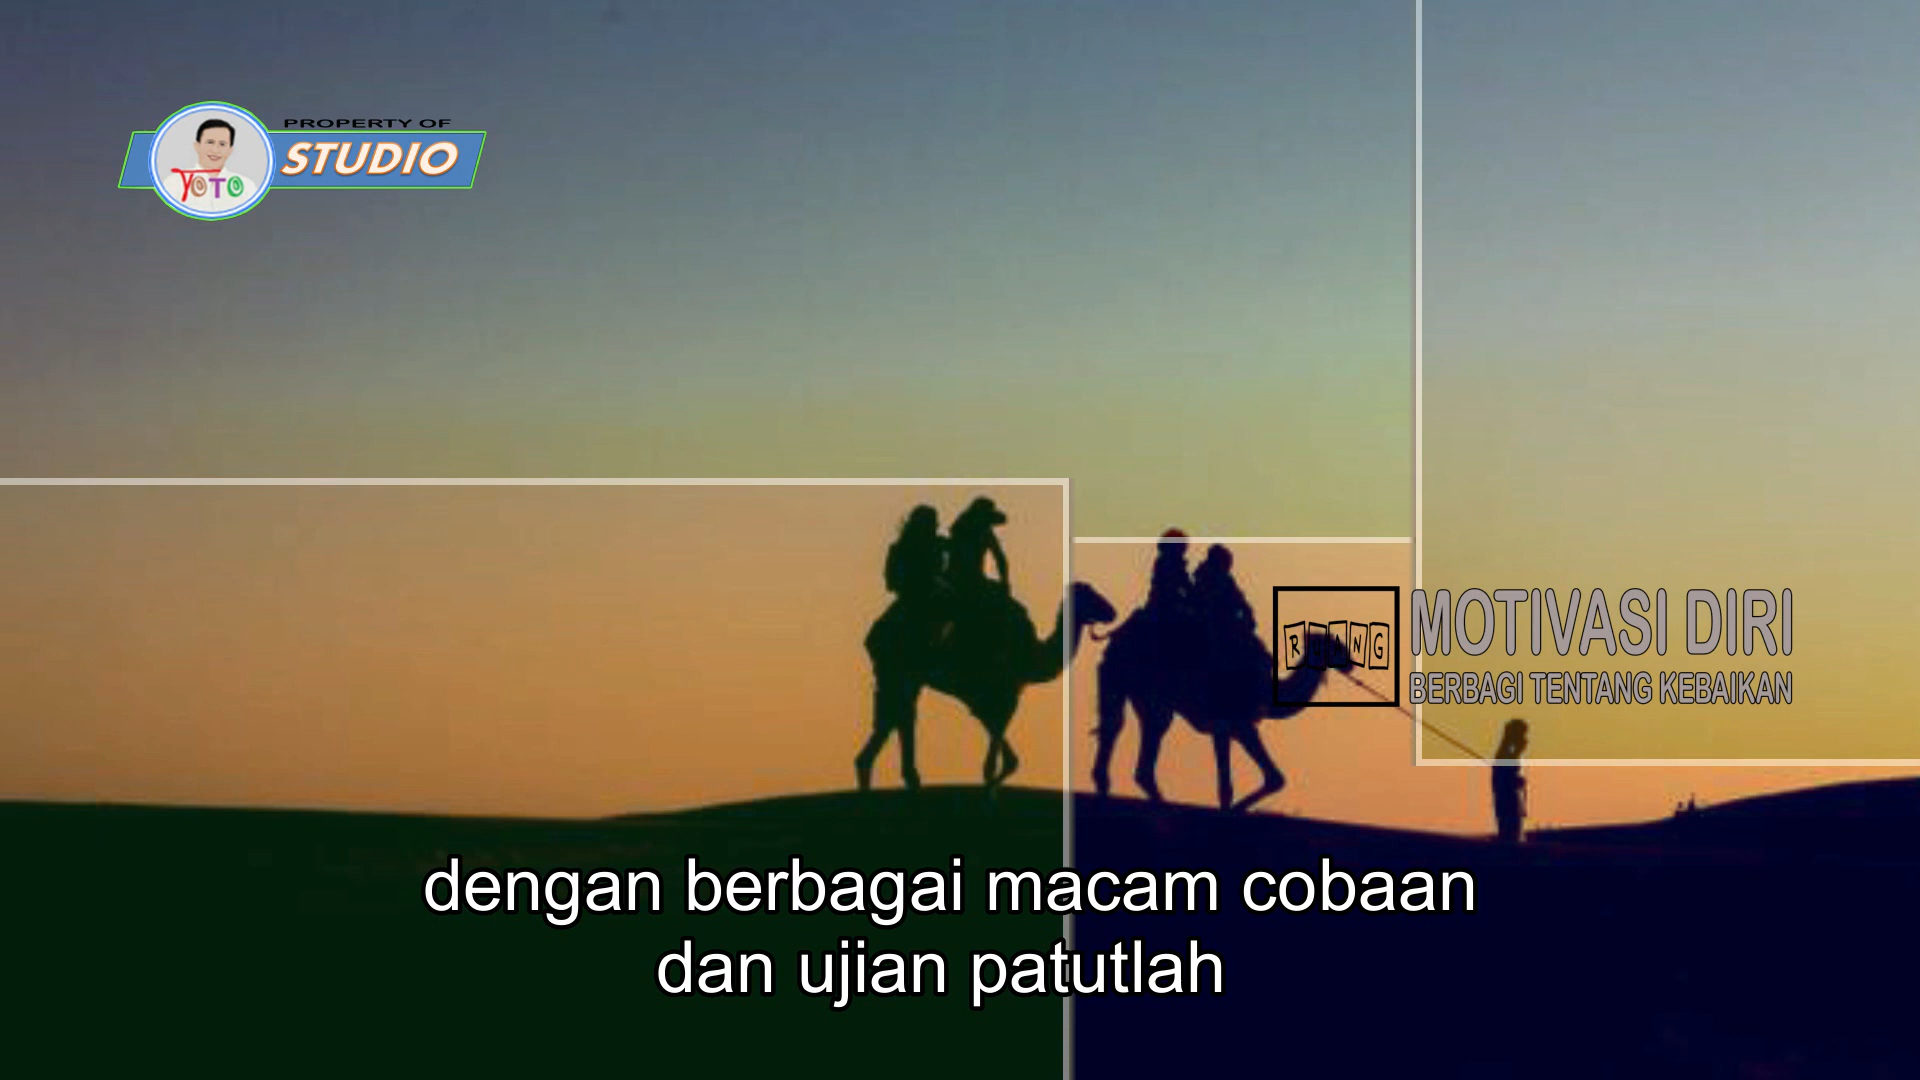 PROPERTY OF
STUDIO
YOTO
RUANG
MOTIVASI DIRI
BERBAGI TENTANG KEBAIKAN
dengan berbagai macam cobaan
dan ujian patutlah